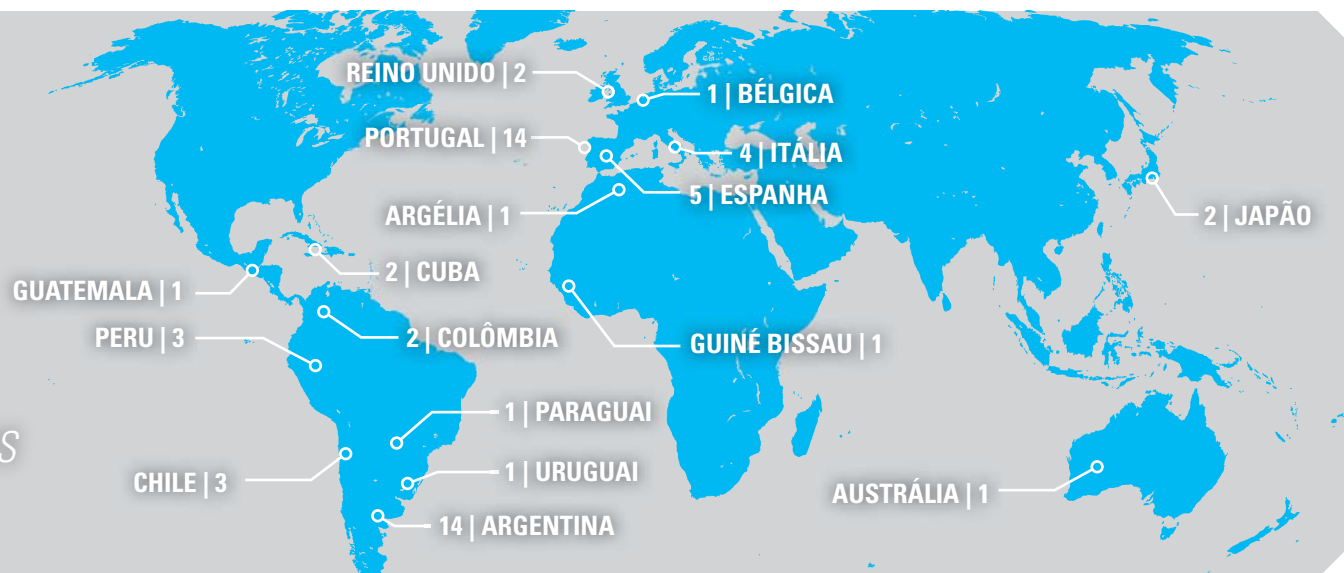 REINO UNIDO | 2
1 | BÉLGICA
PORTUGAL | 14
4 | ITÁLIA
5 | ESPANHA
ARGÉLIA | 1
2 | JAPÃO
2 | CUBA
GUATEMALA | 1
PERU | 3
2 | COLÔMBIA
GUINÉ BISSAU | 1
1 | PARAGUAI
S
CHILE | 3
1 | URUGUAI
AUSTRÁLIA | 1
14 | ARGENTINA